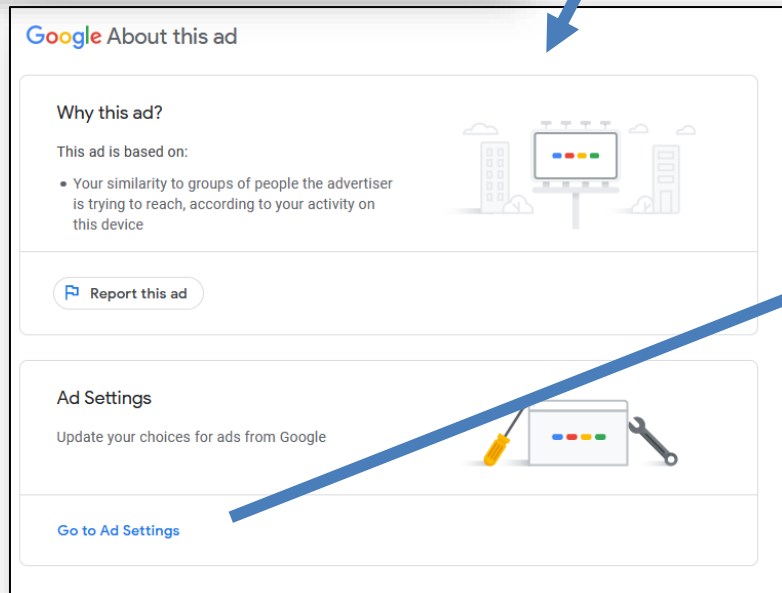 Google About this ad
Why this ad?
This ad is based on:
• Your similarity to groups of people the advertiser
is trying to reach, according to your activity on
this device
Report this ad
Ad Settings
Update your choices for ads from Google
Go to Ad Settings